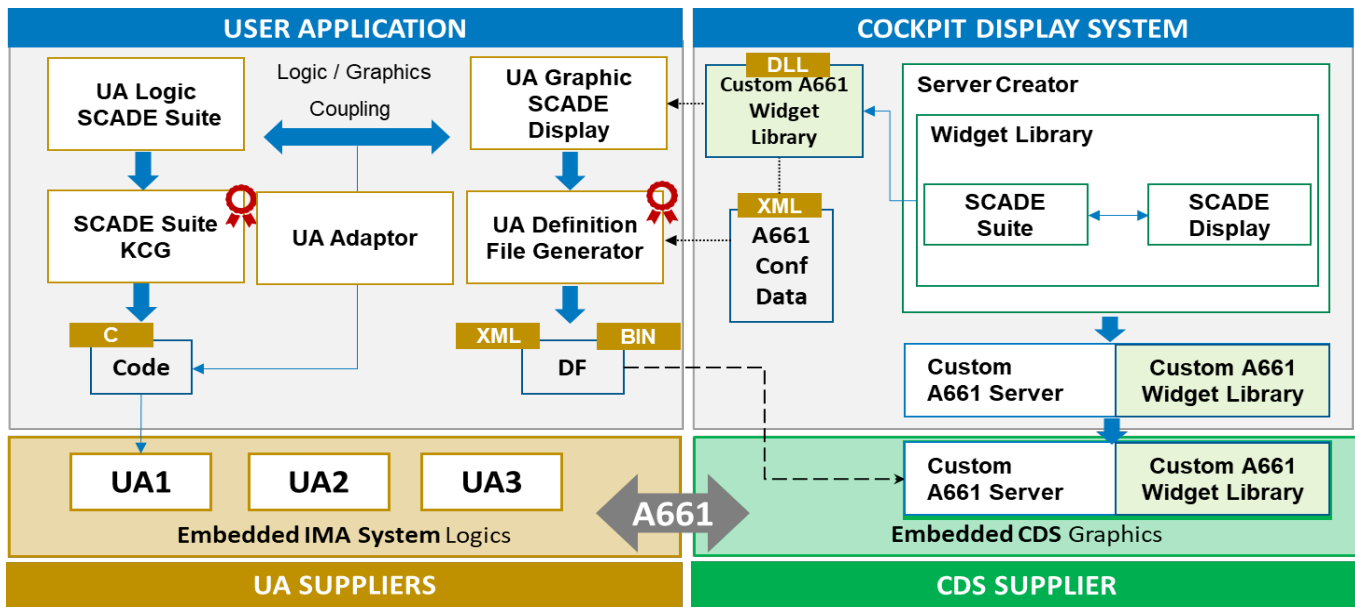 USER APPLICATION
UA Logic
SCADE Suite
Logic / Graphics
Coupling
UA Graphic
SCADE
Display
SCADE Suite
KCG
UA Adaptor
UA Definition
File Generator
C
Code
XML
BIN
DF
COCKPIT DISPLAY SYSTEM
DLL
Custom A661
Widget
Library
XML
A661
Conf
Data
Server Creator
Widget Library
SCADE
Suite
SCADE
Display
Custom
A661 Server
Custom A661
Widget Library
UA1
UA2
UA3
Embedded IMA System Logics
A661
Custom
A661 Server
Custom A661
Widget Library
Embedded CDS Graphics
UA SUPPLIERS
CDS SUPPLIER